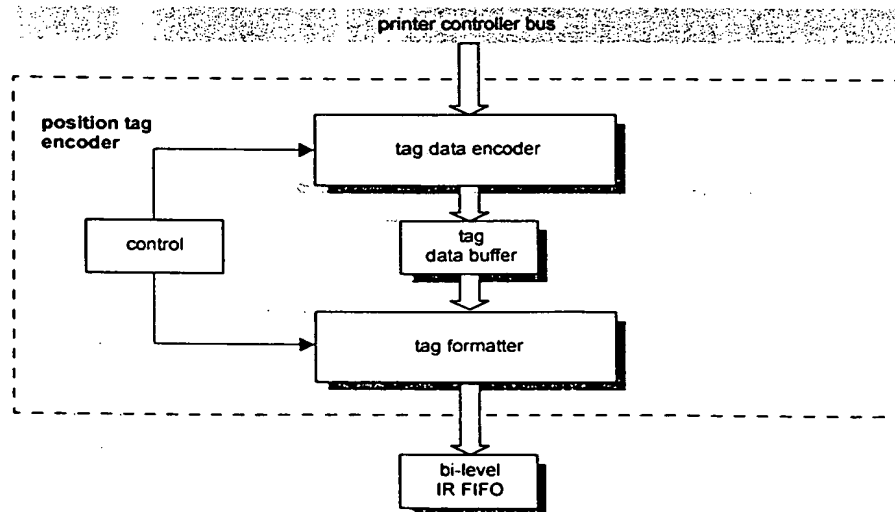 printer controller bus
position tag
encoder
tag data encoder
control
tag
data buffer
tag formatter
bi-level
IR FIFO